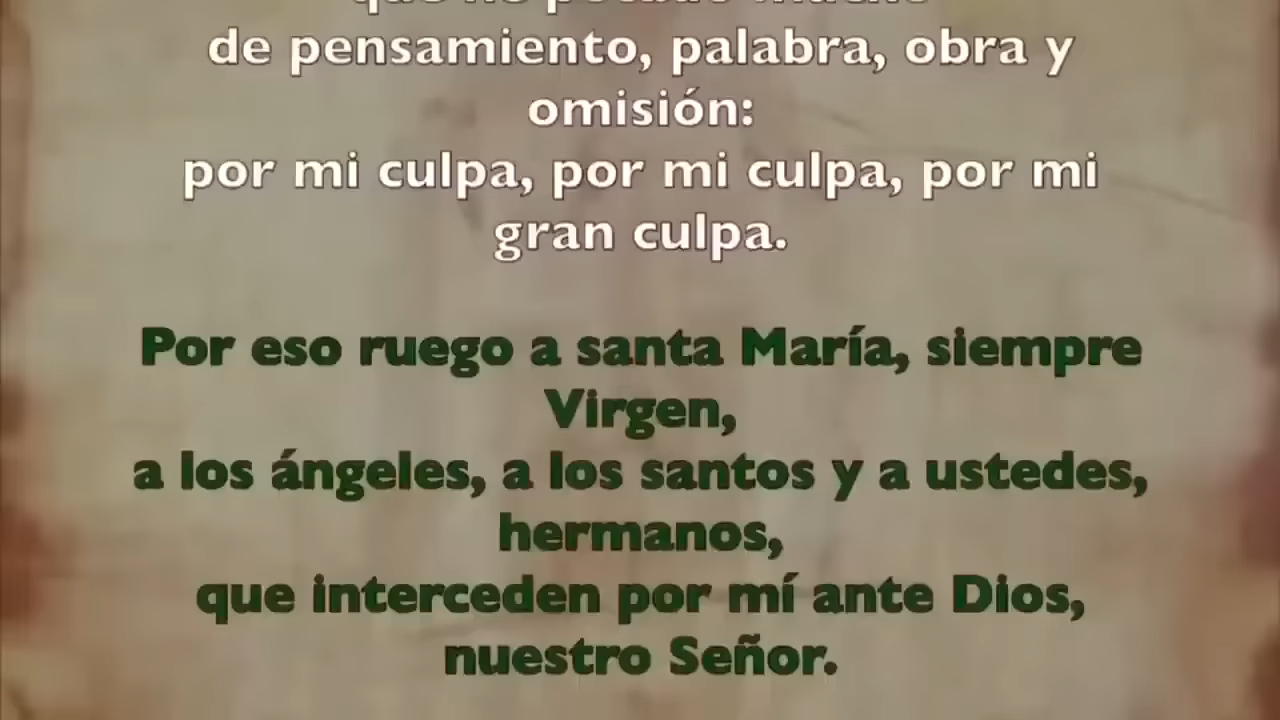 de pensamiento, palabra, obra y
omisión:
por mi culpa, por mi culpa, por mi
gran culpa.
Por eso ruego a santa María, siempre
Virgen,
a los ángeles, a los santos y a ustedes,
hermanos,
que interceden por mí ante Dios,
nuestro Señor.